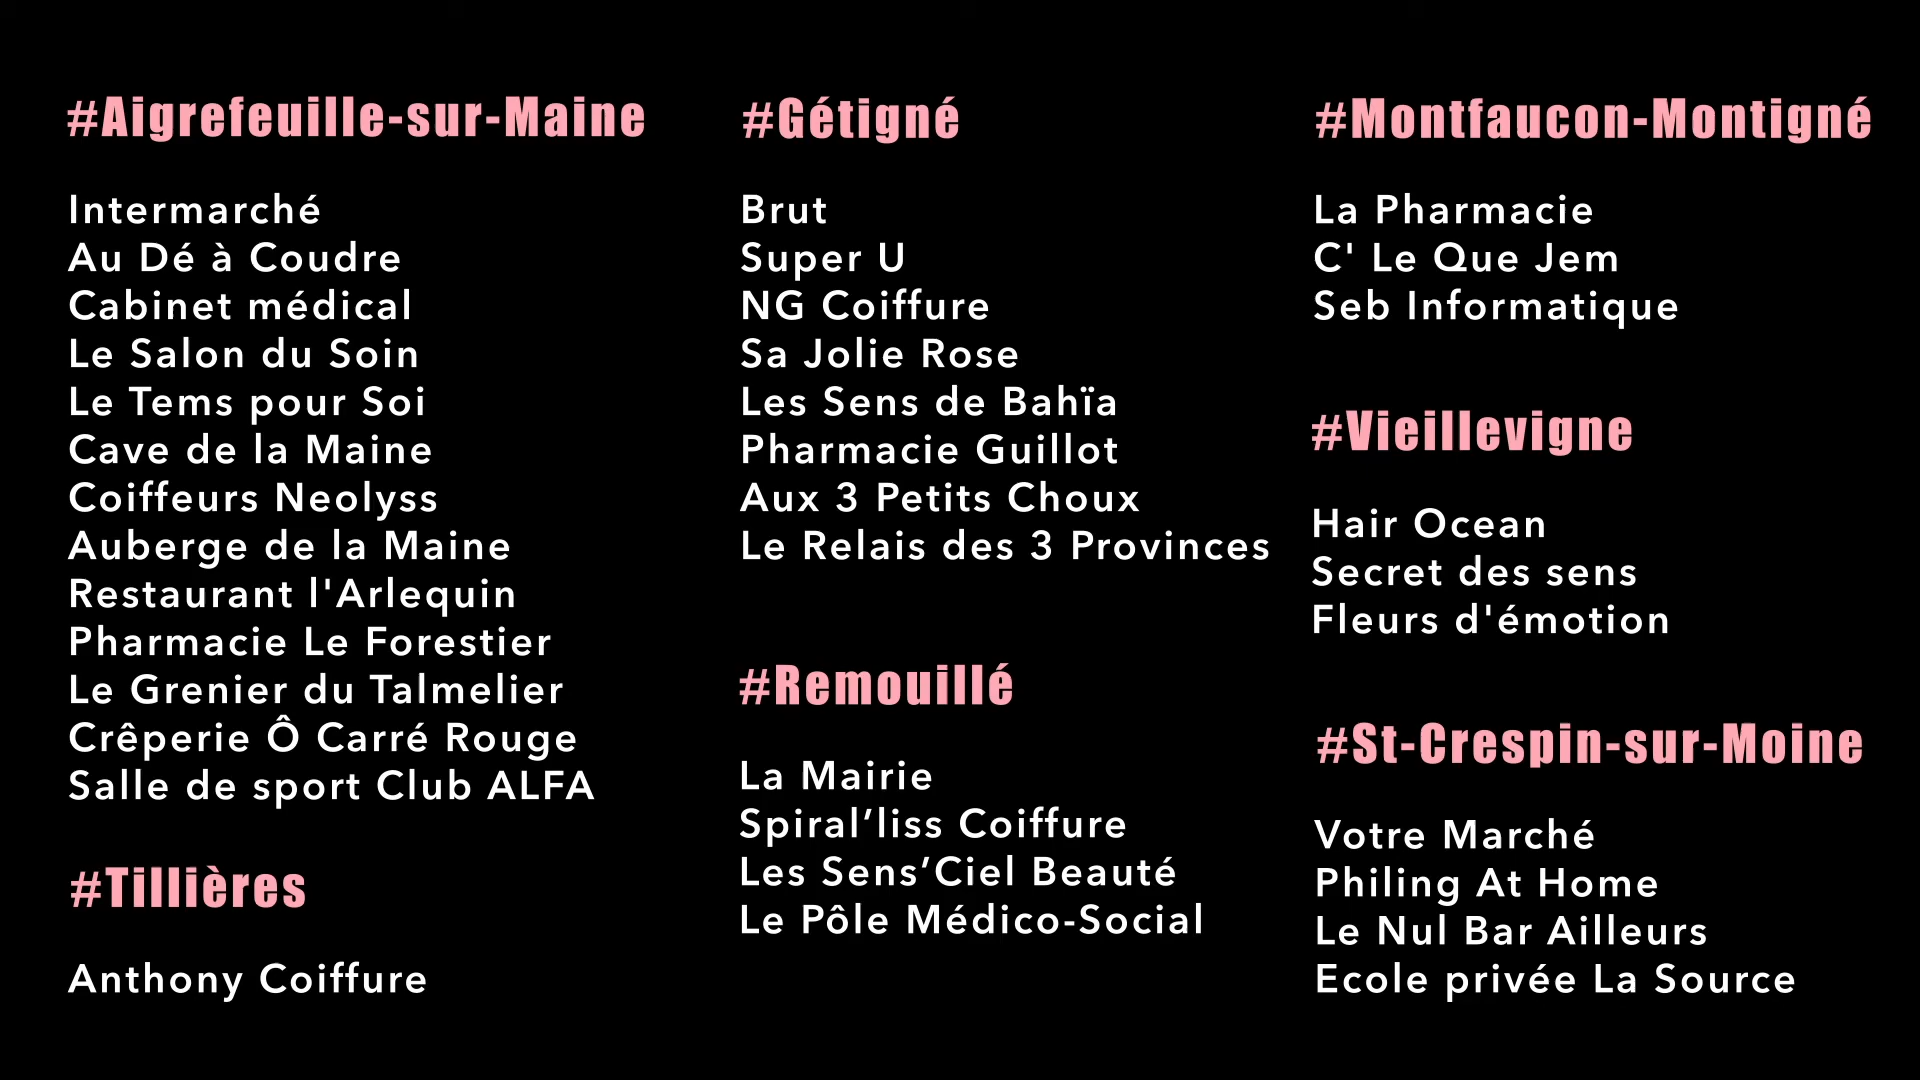 #Aigrefeuille-sur-Maine
Intermarché
Au Dé à Coudre
Cabinet médical
Le Salon du Soin
Le Tems pour Soi
Cave de la Maine
Coiffeurs Neolyss
Auberge de la Maine
Restaurant l'Arlequin
Pharmacie Le Forestier
Le Grenier du Talmelier
Crêperie Ô Carré Rouge
Salle de sport Club ALFA
#Tillières
Anthony Coiffure
#Gétigné
Brut
Super U
NG Coiffure
Sa Jolie Rose
Les Sens de Bahïa
Pharmacie Guillot
Aux 3 Petits Choux
Le Relais des 3 Provinces
#Remouillé
La Mairie
Spiral’liss Coiffure
Les Sens’Ciel Beauté
Le Pôle Médico-Social
#Montfaucon-Montigné
La Pharmacie
C' Le Que Jem
Seb Informatique
#Vieillevigne
Hair Ocean
Secret des sens
Fleurs d'émotion
#St-Crespin-sur-Moine
Votre Marché
Philing At Home
Le Nul Bar Ailleurs
Ecole privée La Source